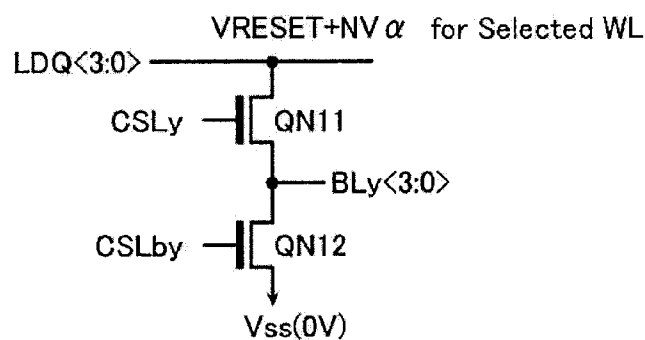 VRESET+NVα for Selected WL
LDQ<3:0>
CSLy
QN11
BLy<3:0>
CSLby
QN12
Vss(0V)